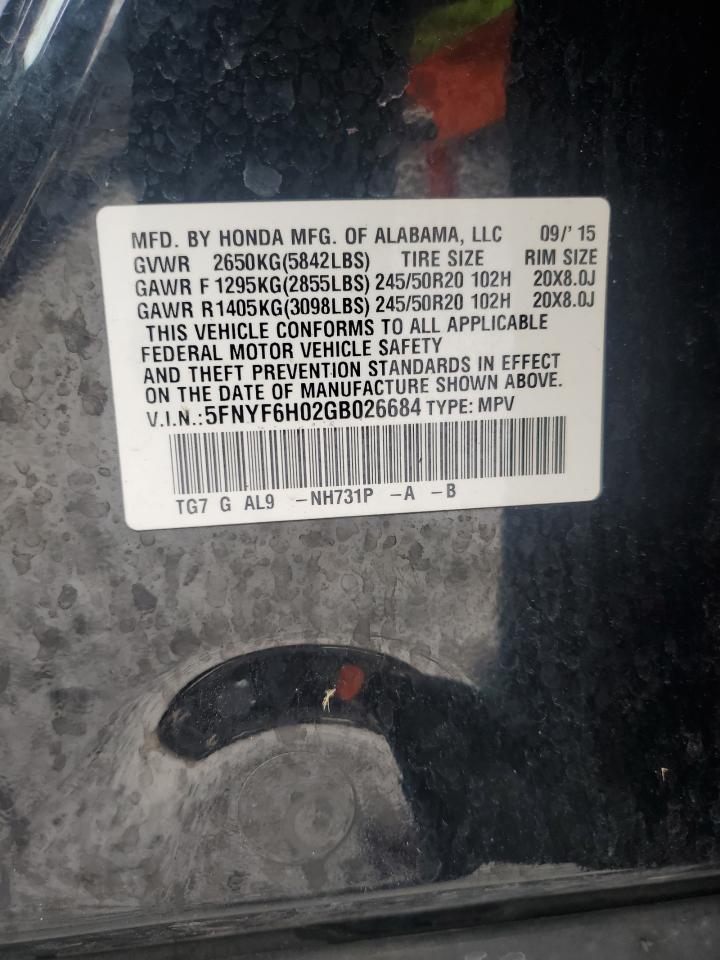 MFD. BY HONDA MFG. OF ALABAMA, LLC 09/'15
GVWR 2650KG(5842LBS) TIRE SIZE RIM SIZE
GAWR F 1295KG(2855LBS) 245/50R20 102H 20X8.0J
GAWR R 1405KG(3098LBS) 245/50R20 102H 20X8.0J
THIS VEHICLE CONFORMS TO ALL APPLICABLE
FEDERAL MOTOR VEHICLE SAFETY
AND THEFT PREVENTION STANDARDS IN EFFECT
ON THE DATE OF MANUFACTURE SHOWN ABOVE.
V.I.N.:5FNYF6H02GB026684 TYPE: MPV
TG7 G AL9 -NH731P -A -B